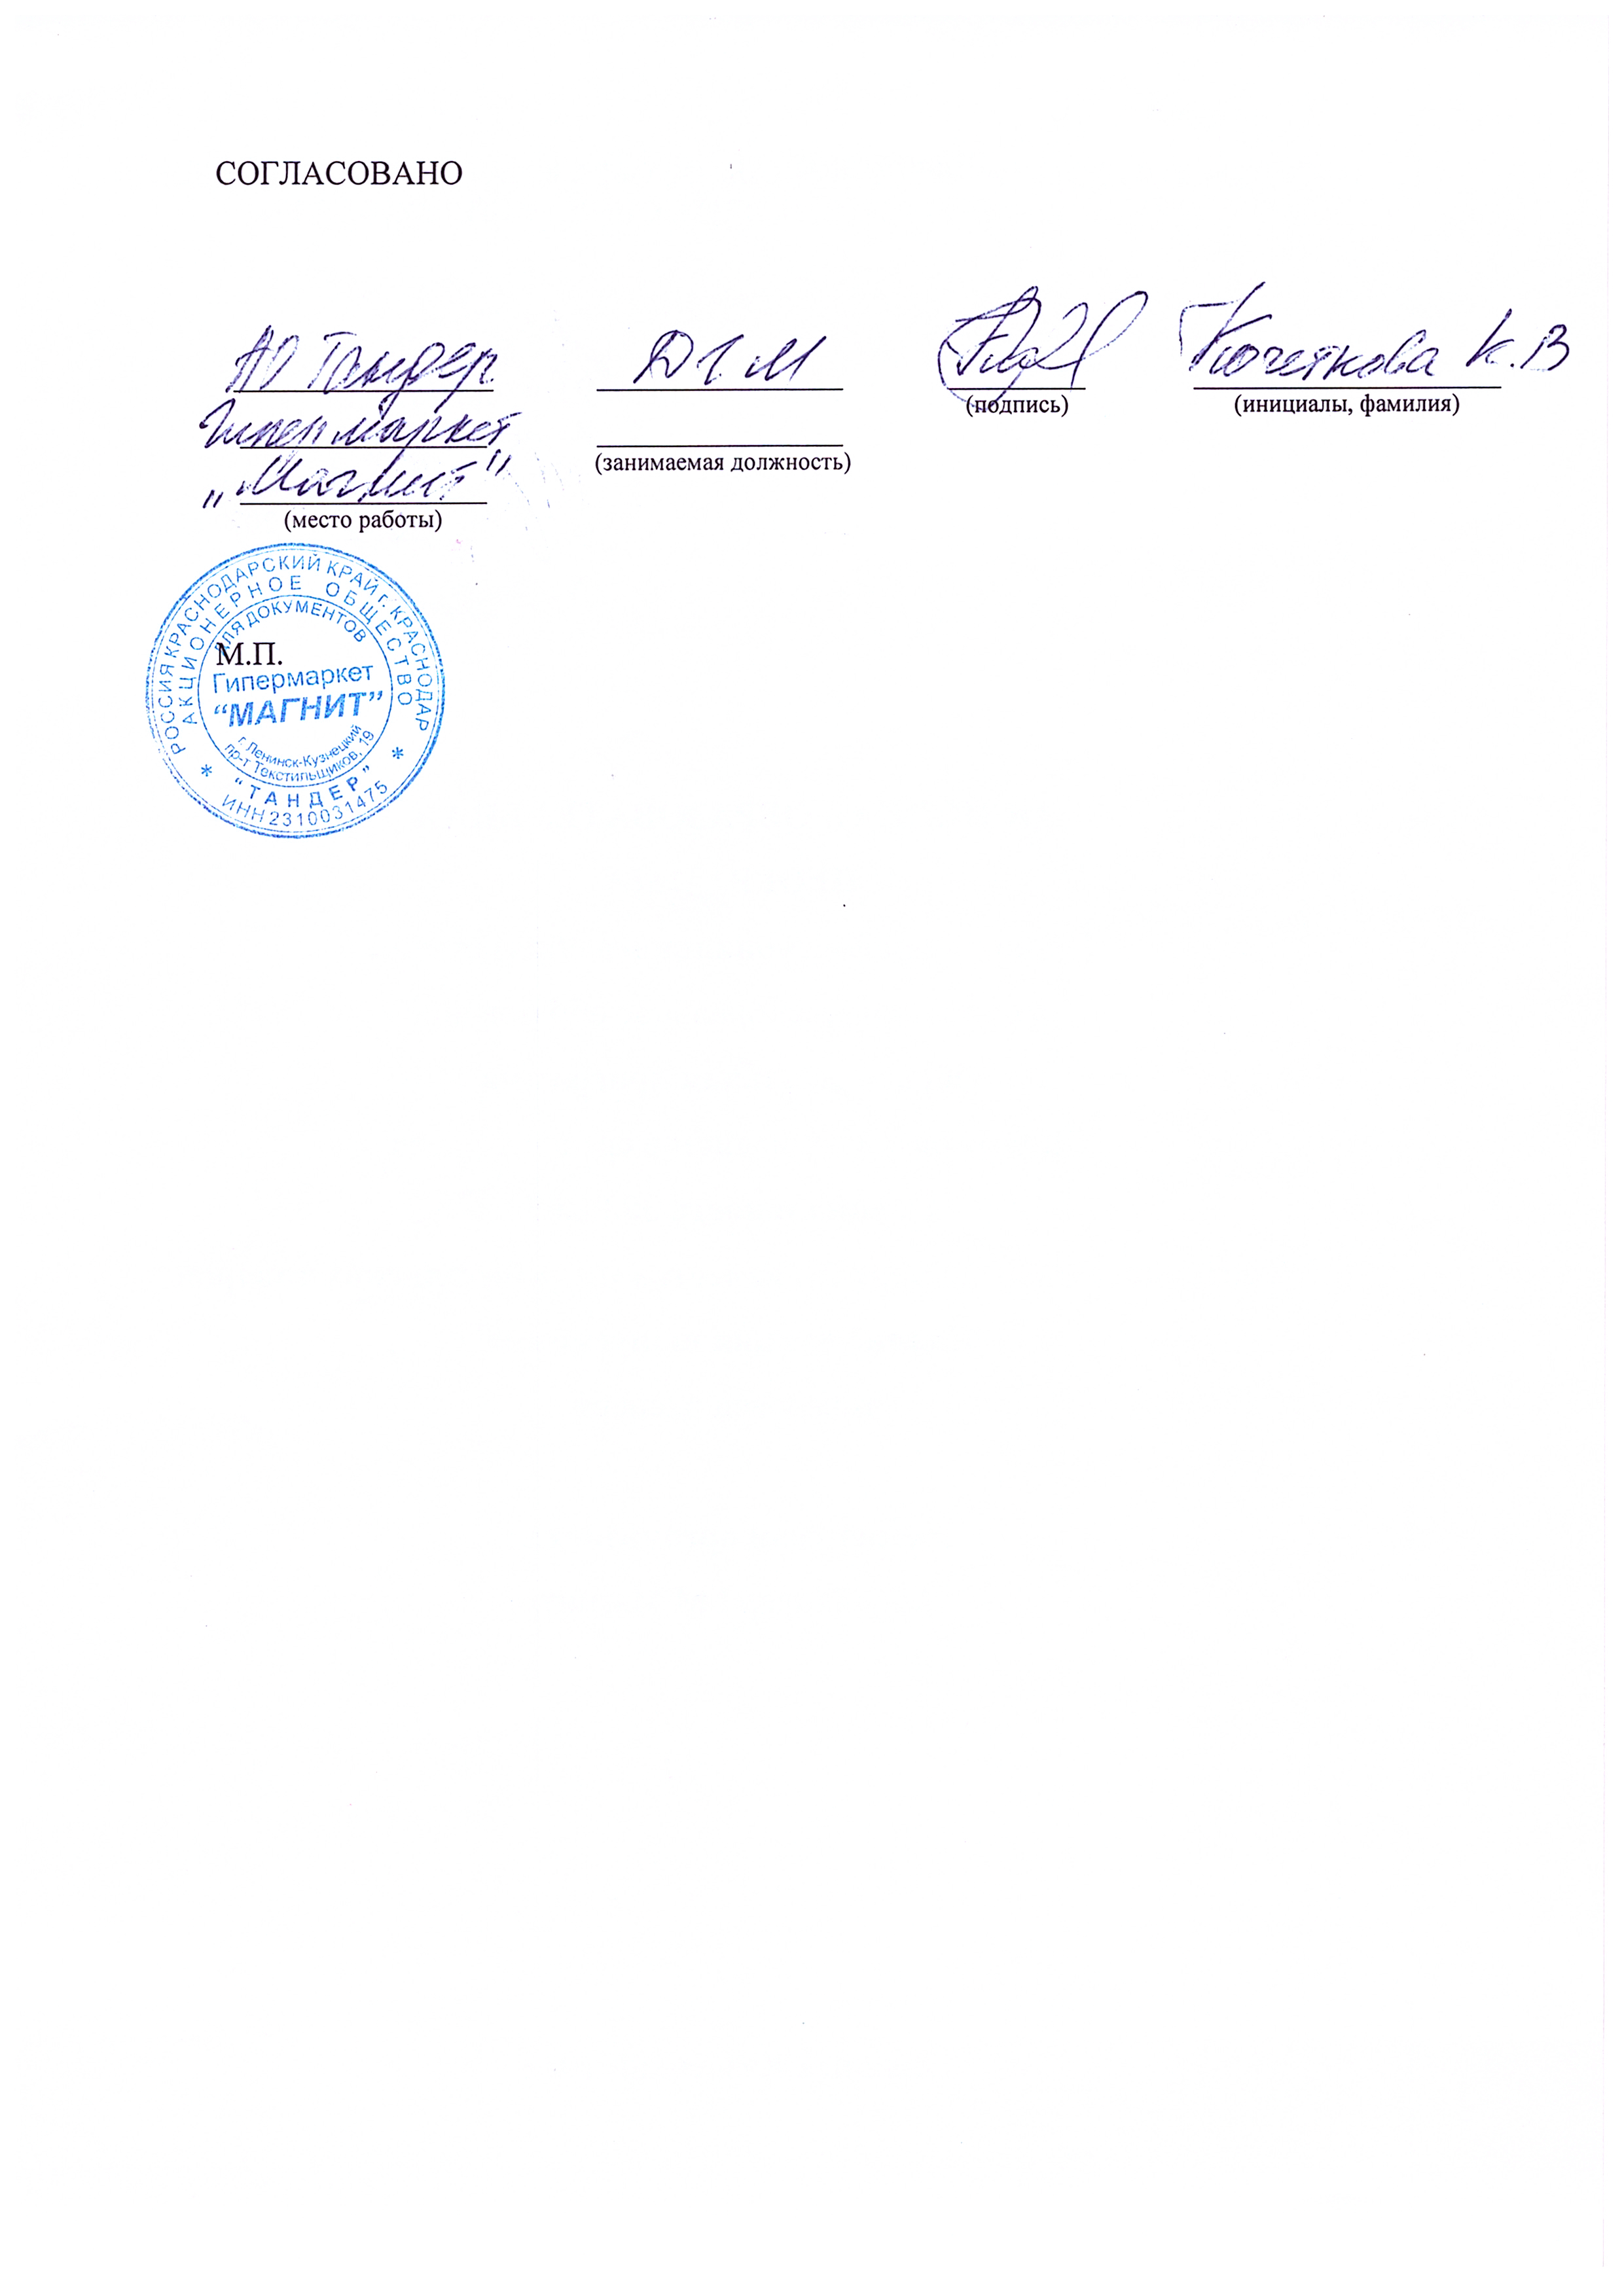 СОГЛАСОВАНО
АО Тандер ДГМ Кочеткова К.В
(подпись) (инициалы, фамилия)
Гипермаркет
(занимаемая должность)
„Магнит"
(место работы)
РОССИЯ КРАСНОДАРСКИЙ КРАЙ г. КРАСНОДАР
АКЦИОНЕРНОЕ ОБЩЕСТВО
ДЛЯ ДОКУМЕНТОВ
М.П.
Гипермаркет
“МАГНИТ”
г. Ленинск-Кузнецкий
пр-т Текстильщиков, 19
* “ТАНДЕР” *
ИНН 2310031475